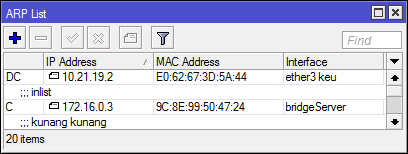 ARP List
Find
IP Address MAC Address Interface
DC 10.21.19.2 E0:62:67:3D:5A:44 ether3 keu
;;; inlist
C 172.16.0.3 9C:8E:99:50:47:24 bridgeServer
;;; kunang kunang
20 items